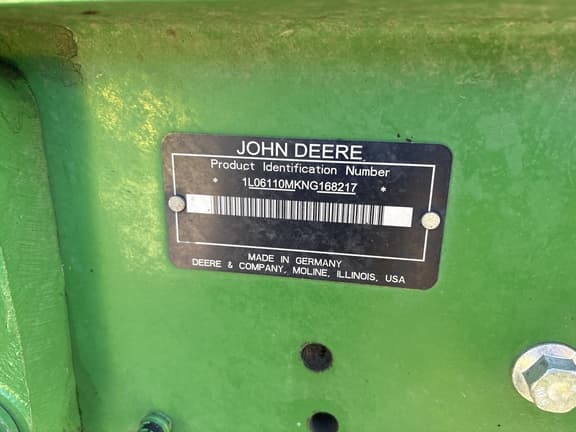 JOHN DEERE
Product Identification Number
* 1L06110MKNG168217 *
MADE IN GERMANY
DEERE & COMPANY, MOLINE, ILLINOIS, USA